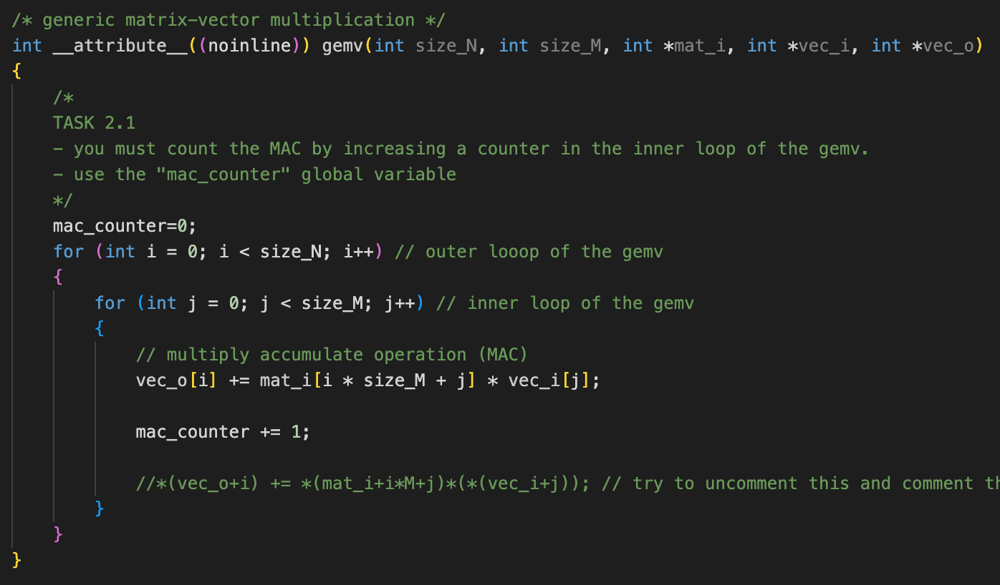 /* generic matrix-vector multiplication */
int __attribute__((noinline)) gemv(int size_N, int size_M, int *mat_i, int *vec_i, int *vec_o)
{
/*
TASK 2.1
- you must count the MAC by increasing a counter in the inner loop of the gemv.
- use the "mac_counter" global variable
*/
mac_counter=0;
for (int i = 0; i < size_N; i++) // outer looop of the gemv
{
for (int j = 0; j < size_M; j++) // inner loop of the gemv
{
// multiply accumulate operation (MAC)
vec_o[i] += mat_i[i * size_M + j] * vec_i[j];
mac_counter += 1;
//*(vec_o+i) += *(mat_i+i*M+j)*(*(vec_i+j)); // try to uncomment this and comment
}
}
}